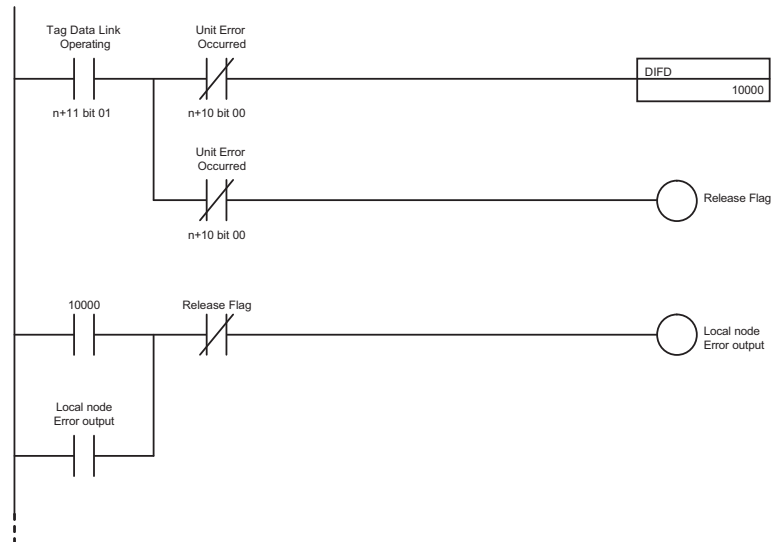 Tag Data Link
Operating
Unit Error
Occurred
DIFD
10000
n+11 bit 01
n+10 bit 00
Unit Error
Occurred
Release Flag
n+10 bit 00
10000
Release Flag
Local node
Error output
Local node
Error output